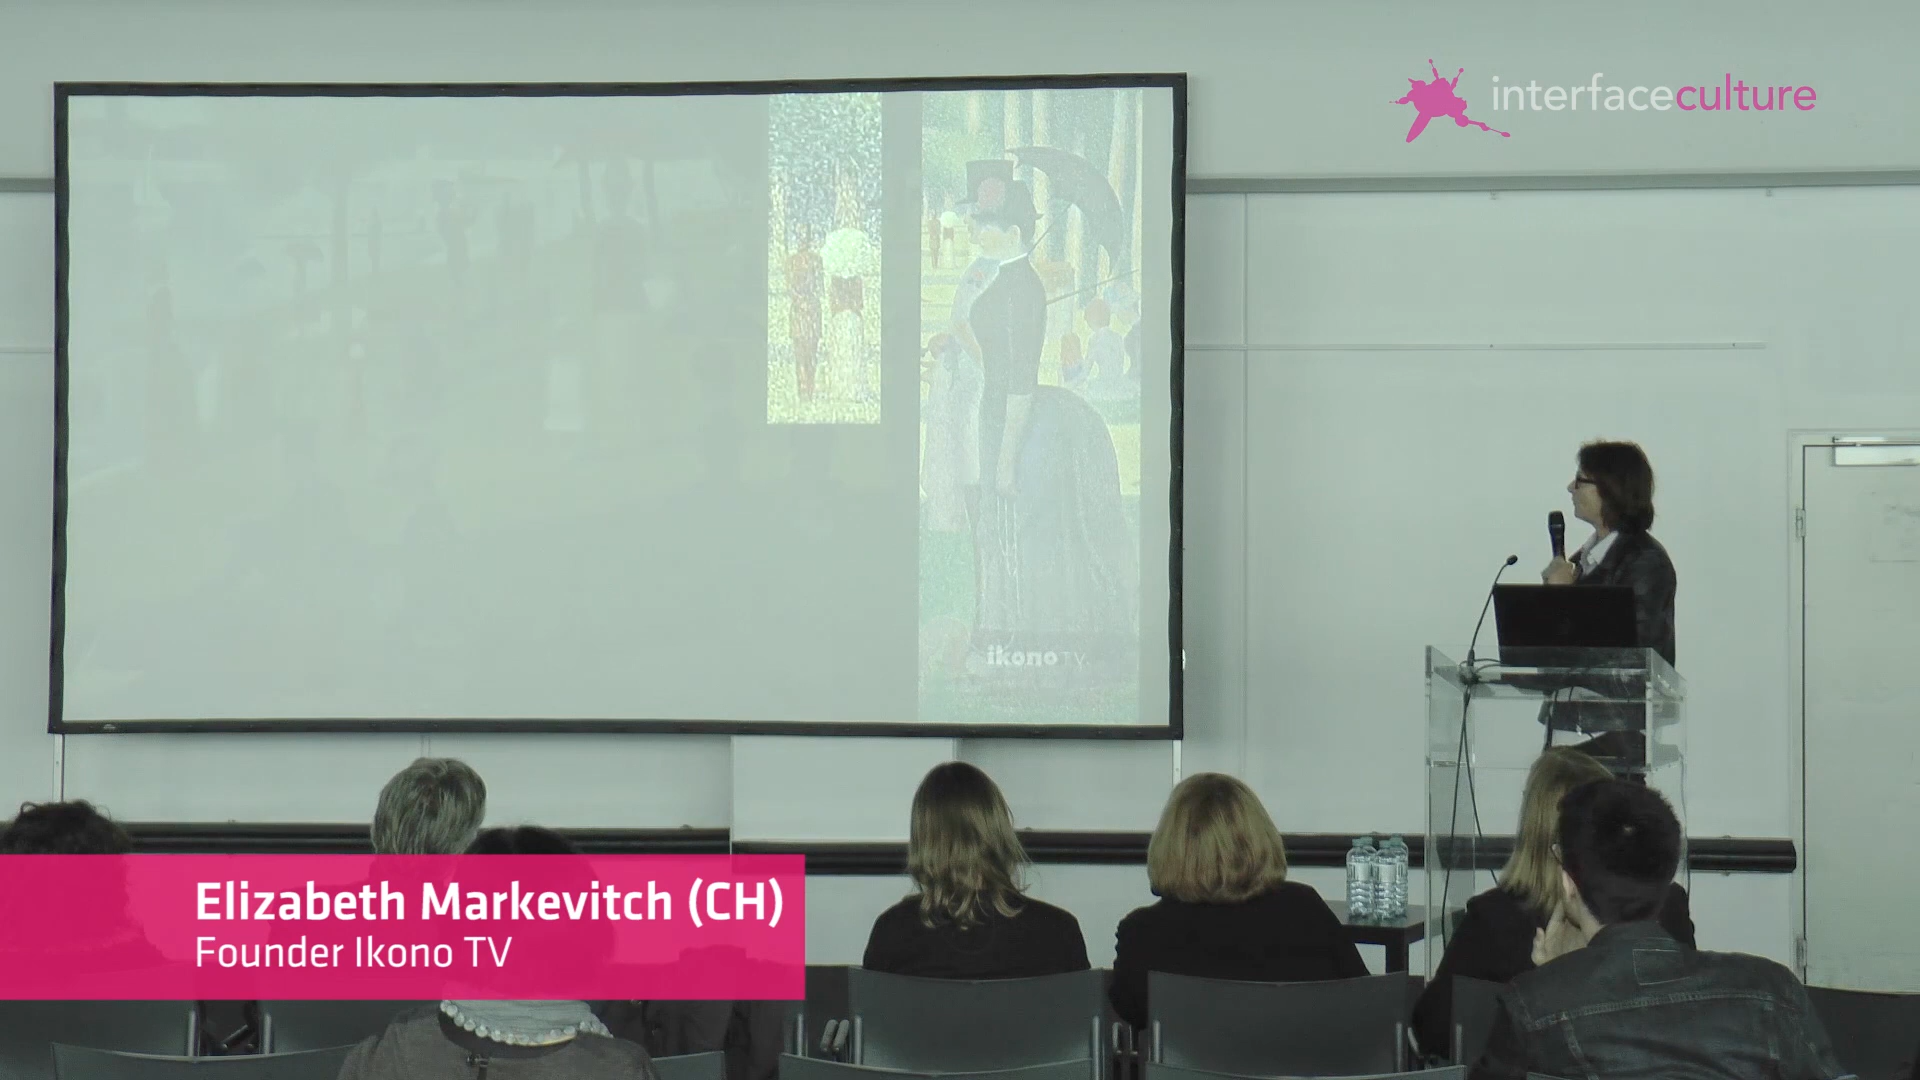 interfaceculture
ikono TV
Elizabeth Markevitch (CH)
Founder Ikono TV